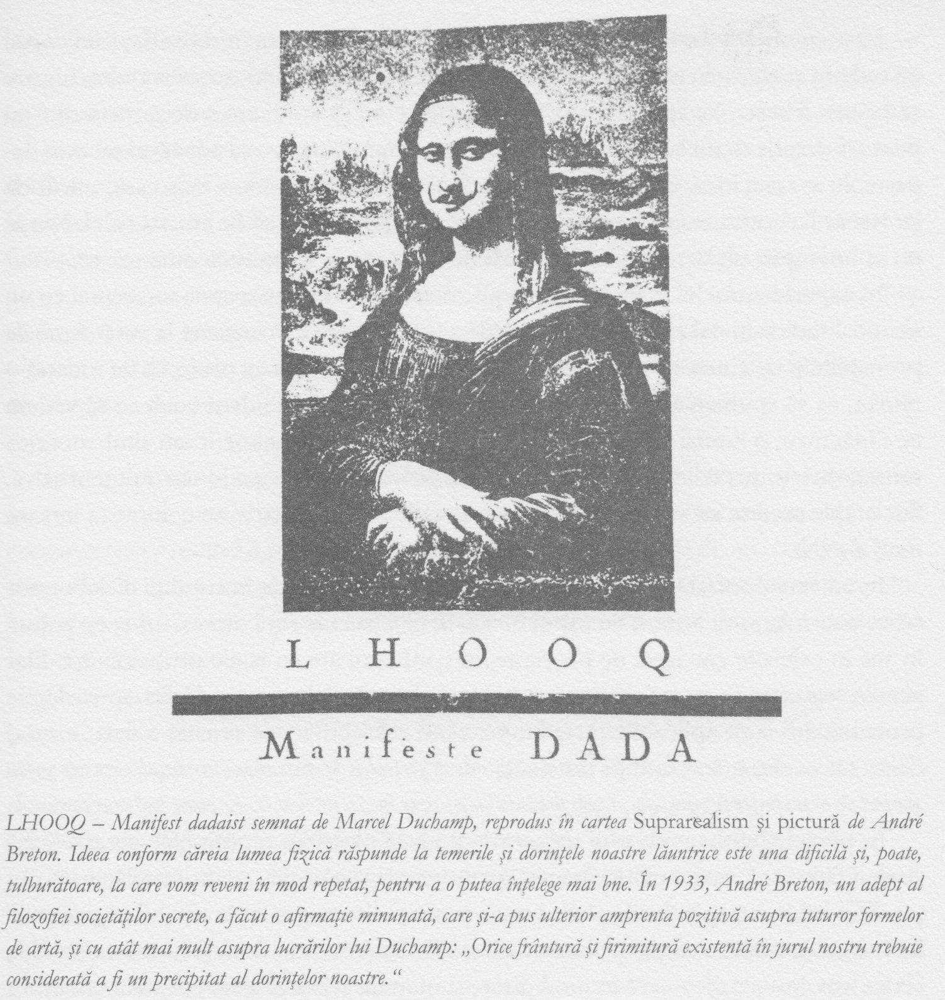 L H O O Q
Manifeste DADA
LHOOQ – Manifest dadaist semnat de Marcel Duchamp, reprodus în cartea Suprarealism şi pictură de André
Breton. Ideea conform căreia lumea fizică răspunde la temerile şi dorinţele noastre lăuntrice este una dificilă şi, poate,
tulburătoare, la care vom reveni în mod repetat, pentru a o putea înţelege mai bne. În 1933, André Breton, un adept al
filozofiei societăţilor secrete, a făcut o afirmaţie minunată, care şi-a pus ulterior amprenta pozitivă asupra tuturor formelor
de artă, şi cu atât mai mult asupra lucrărilor lui Duchamp: „Orice frântură şi firimitură existentă în jurul nostru trebuie
considerată a fi un precipitat al dorinţelor noastre.“